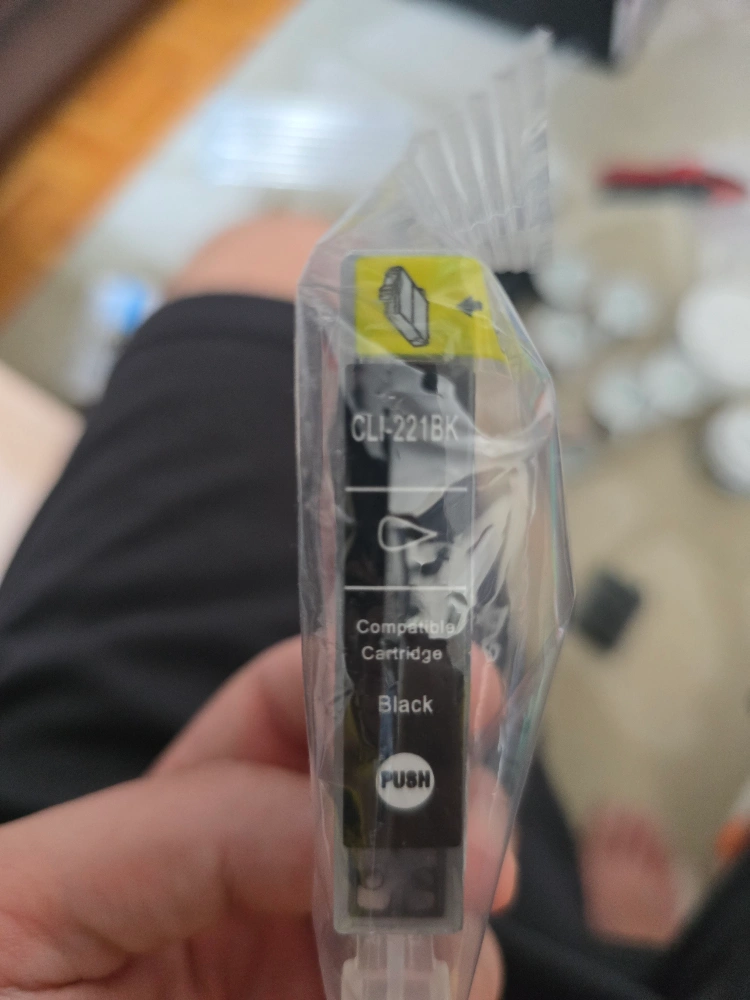 CLI-221BK
Compatible
Cartridge
Black
PUSH